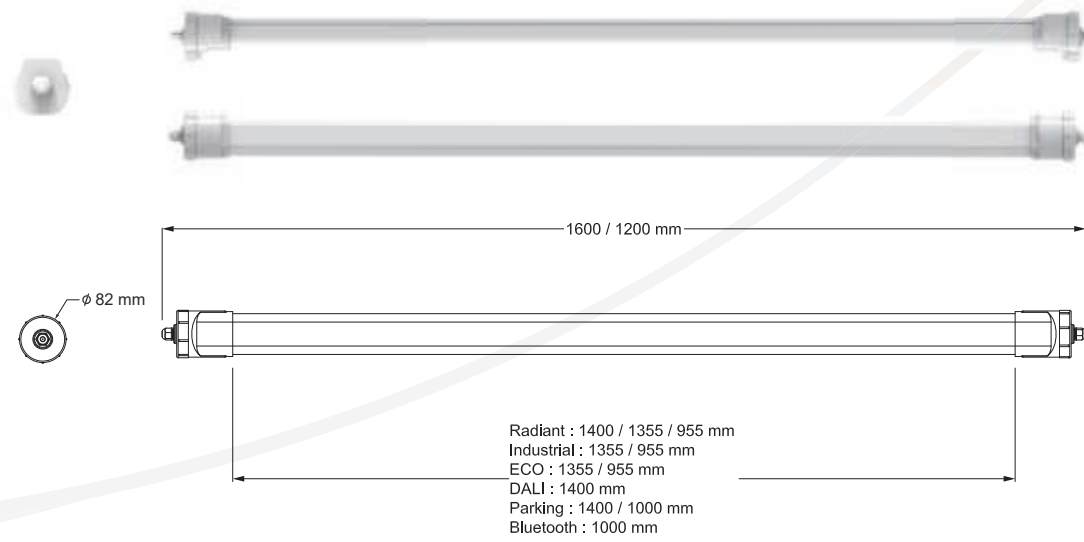 1600 / 1200 mm
ϕ 82 mm
Radiant : 1400 / 1355 / 955 mm
Industrial : 1355 / 955 mm
ECO : 1355 / 955 mm
DALI : 1400 mm
Parking : 1400 / 1000 mm
Bluetooth : 1000 mm